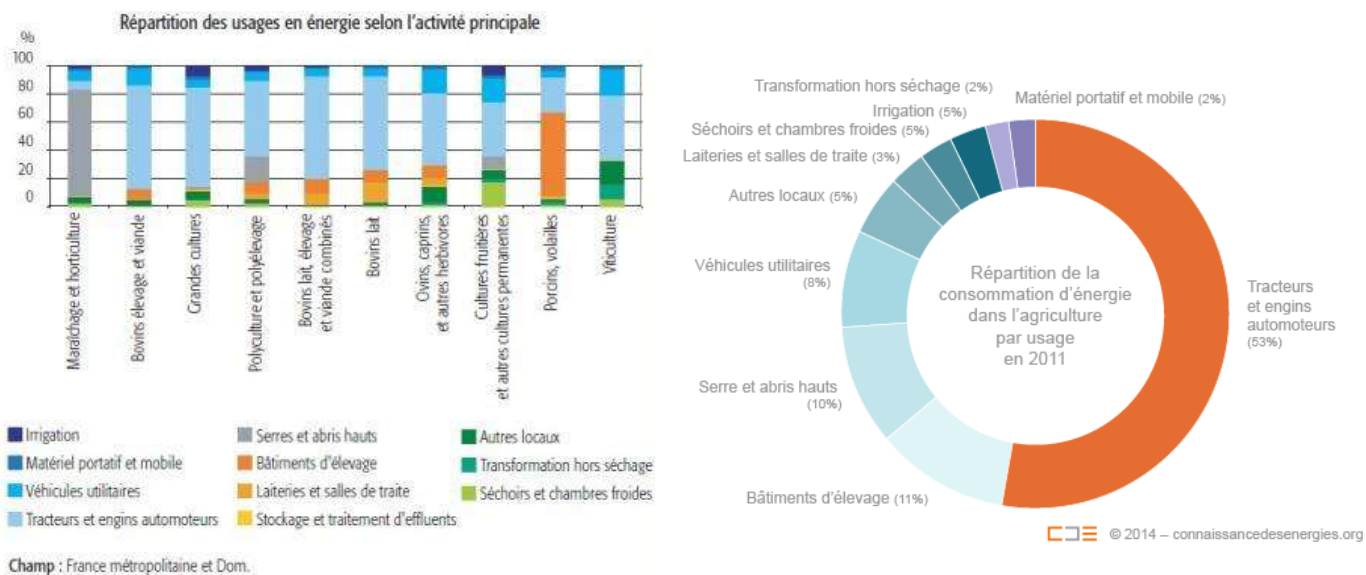 Répartition des usages en énergie selon l'activité principale
%
100
80
60
40
20
0
Maraîchage et horticulture
Bovins élevage et viande
Grandes cultures
Polyculture et polyélevage
Bovins lait, élevage
et viande combinés
Bovins lait
Ovins, caprins,
et autres herbivores
Cultures fruitières
et autres cultures permanentes
Porcins, volailles
Viticulture
Irrigation
Matériel portatif et mobile
Véhicules utilitaires
Tracteurs et engins automoteurs
Serres et abris hauts
Bâtiments d'élevage
Laiteries et salles de traite
Stockage et traitement d'effluents
Autres locaux
Transformation hors séchage
Séchoirs et chambres froides
Champ : France métropolitaine et Dom.
Transformation hors séchage (2%)
Matériel portatif et mobile (2%)
Irrigation (5%)
Séchoirs et chambres froides (5%)
Laiteries et salles de traite (3%)
Autres locaux (5%)
Véhicules utilitaires
(8%)
Serre et abris hauts
(10%)
Bâtiments d'élevage (11%)
Tracteurs
et engins
automoteurs
(53%)
Répartition de la
consommation d'énergie
dans l'agriculture
par usage
en 2011
© 2014 – connaissancedesenergies.org